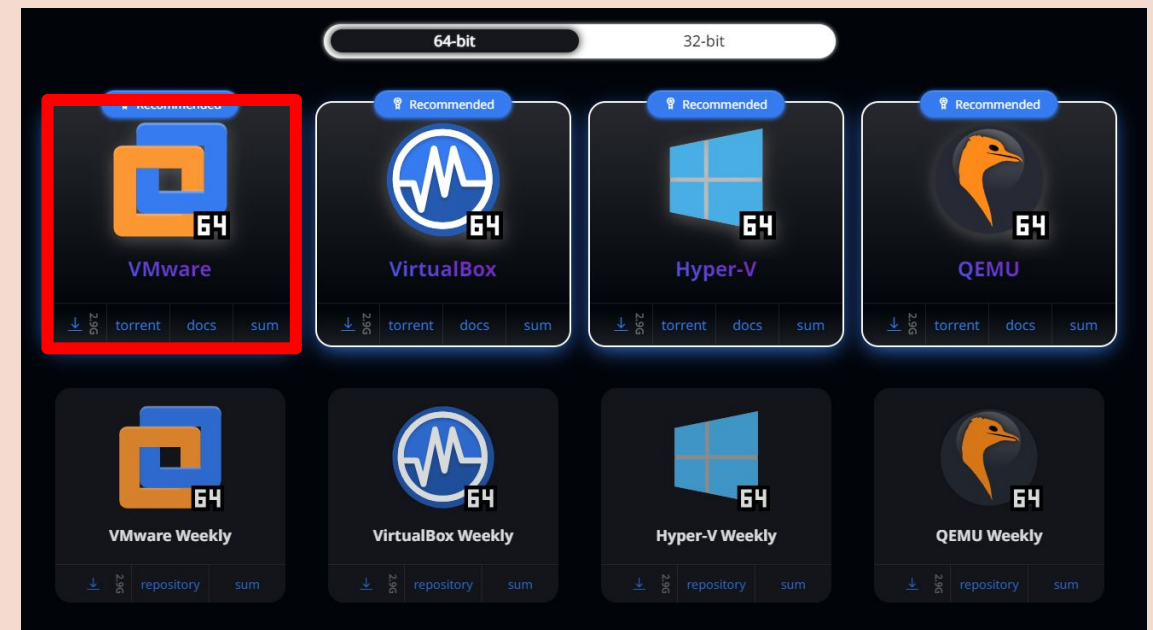 64-bit 32-bit
Recommended Recommended Recommended Recommended
64 64 64 64
VMware VirtualBox Hyper-V QEMU
2.9G torrent docs sum 2.9G torrent docs sum 2.9G torrent docs sum 2.9G torrent docs sum
64 64 64 64
VMware Weekly VirtualBox Weekly Hyper-V Weekly QEMU Weekly
2.9G repository sum 2.9G repository sum 2.9G repository sum 2.9G repository sum